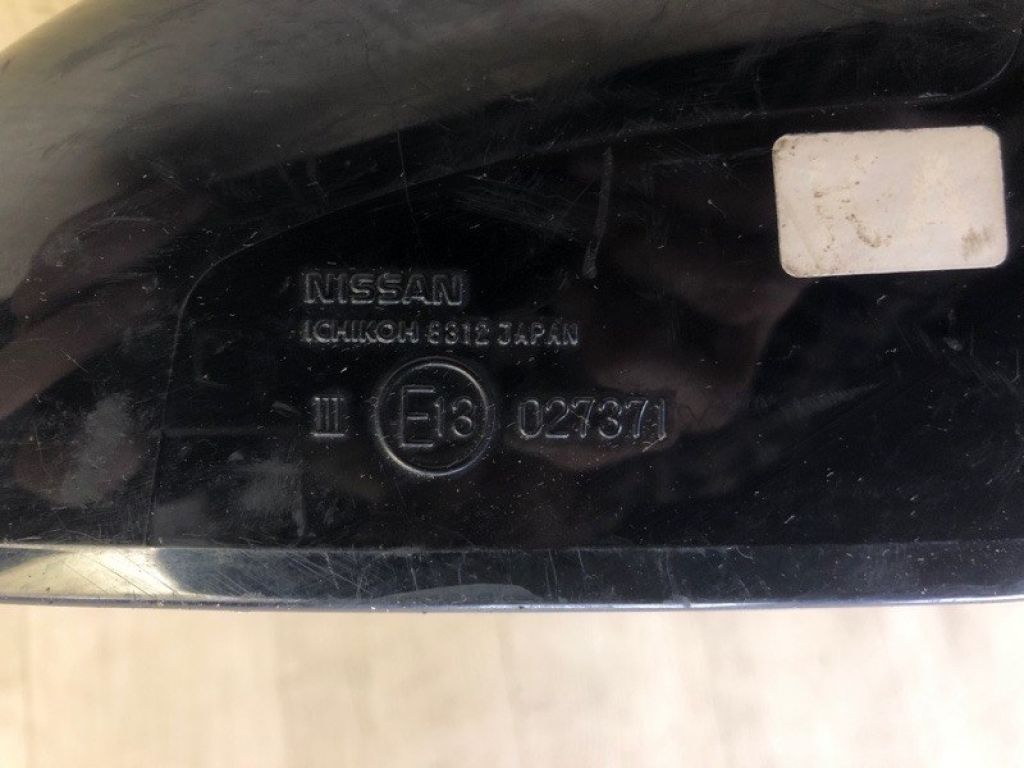 NISSAN
ICHIKOH 8312 JAPAN
III E13 027371